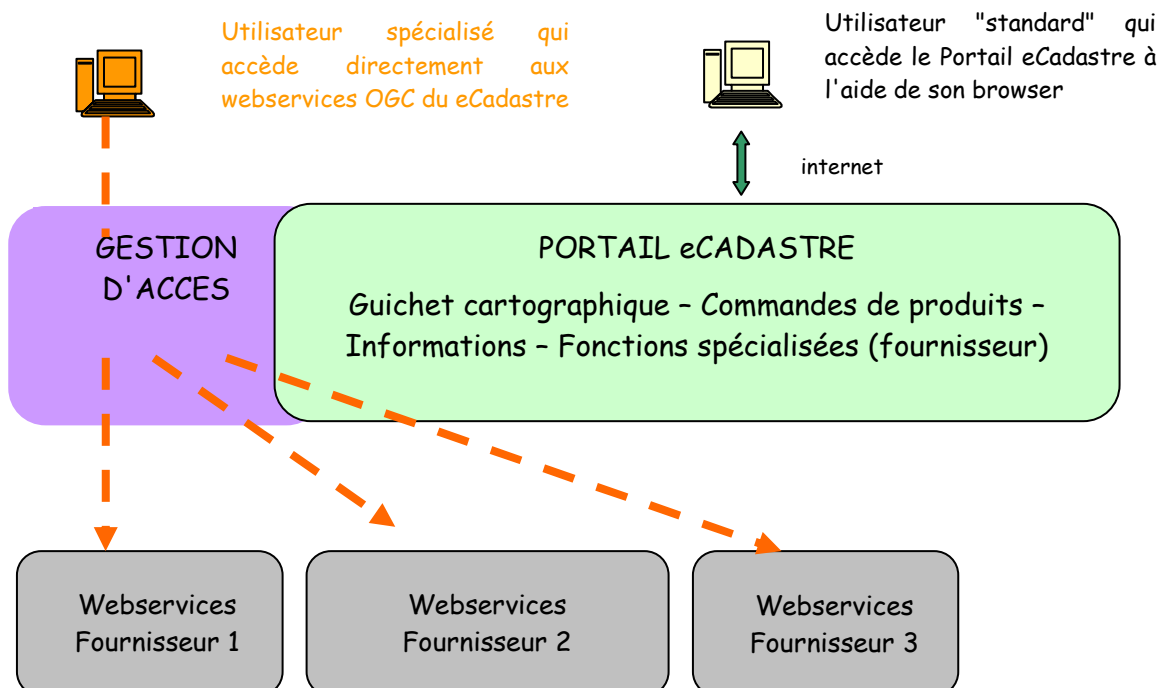 Utilisateur spécialisé qui
accède directement aux
webservices OGC du eCadastre
Utilisateur "standard" qui
accède le Portail eCadastre à
l'aide de son browser
internet
GESTION
D'ACCES
PORTAIL eCADASTRE
Guichet cartographique – Commandes de produits –
Informations – Fonctions spécialisées (fournisseur)
Webservices
Fournisseur 1
Webservices
Fournisseur 2
Webservices
Fournisseur 3